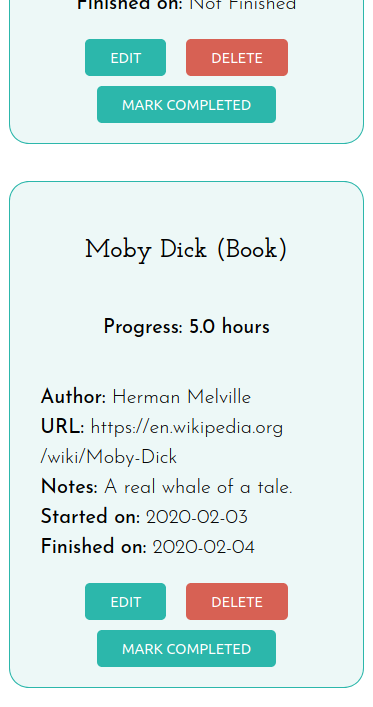 Finished on: Not Finished
EDIT DELETE
MARK COMPLETED
Moby Dick (Book)
Progress: 5.0 hours
Author: Herman Melville
URL: https://en.wikipedia.org
/wiki/Moby-Dick
Notes: A real whale of a tale.
Started on: 2020-02-03
Finished on: 2020-02-04
EDIT DELETE
MARK COMPLETED